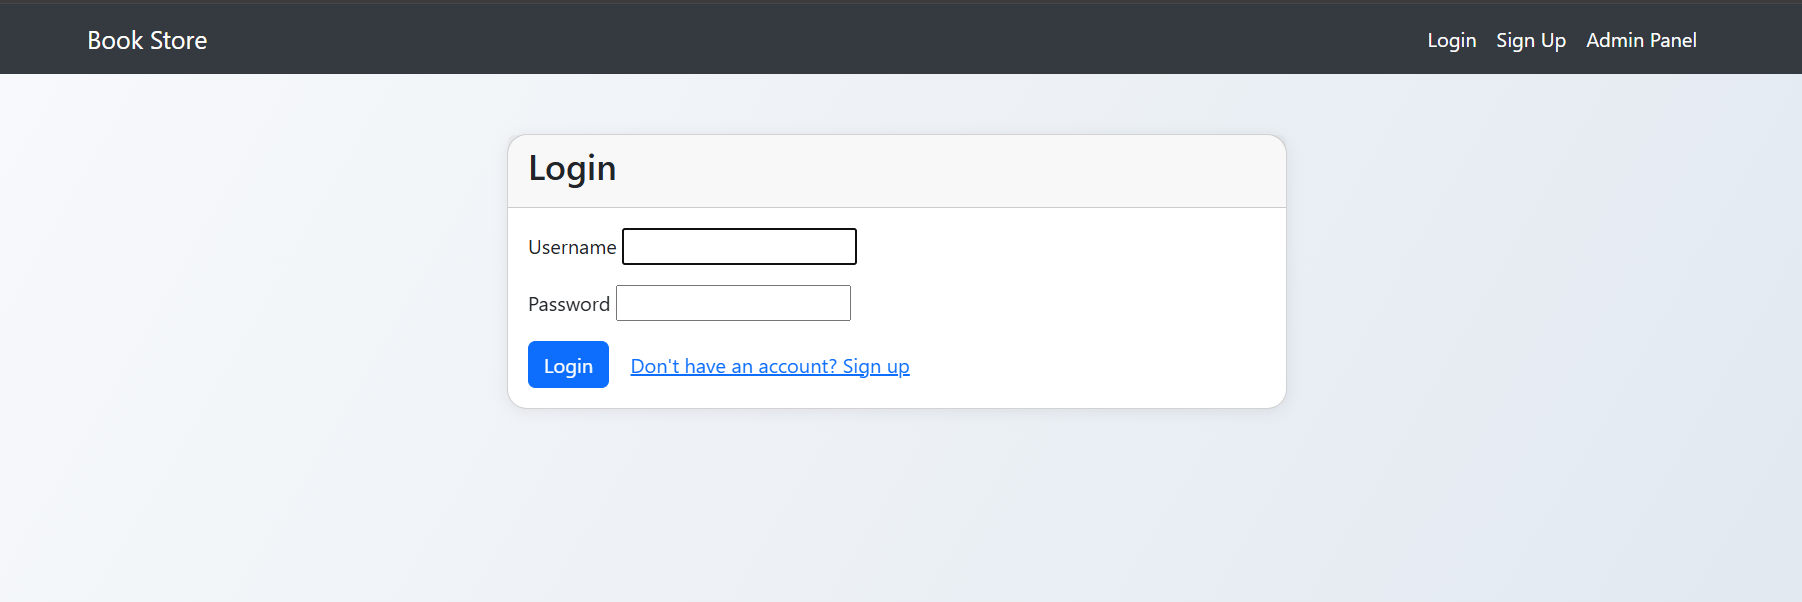 Book Store Login Sign Up Admin Panel
Login
Username
Password
Login Don't have an account? Sign up